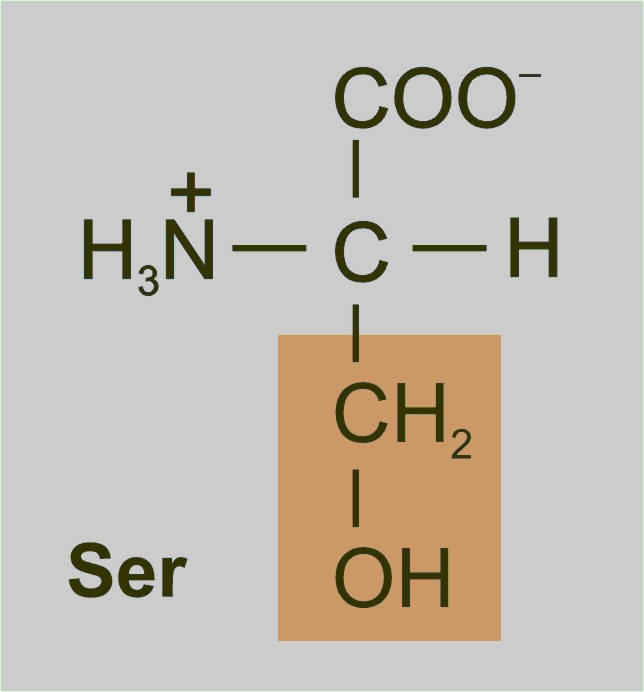 COO⁻
H₃N⁺ — C — H
CH₂
OH
Ser